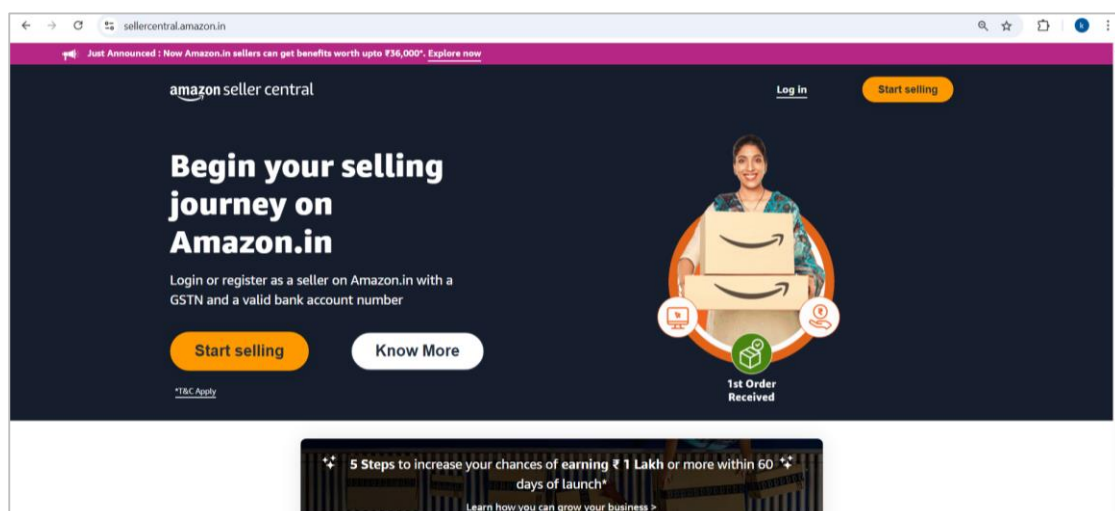 sellercentral.amazon.in
k
Just Announced : Now Amazon.in sellers can get benefits worth upto ₹36,000*. Explore now
amazon seller central
Log in
Start selling
Begin your selling
journey on
Amazon.in
Login or register as a seller on Amazon.in with a
GSTN and a valid bank account number
Start selling
Know More
*T&C Apply
₹
1st Order
Received
5 Steps to increase your chances of earning ₹ 1 Lakh or more within 60
days of launch*
Learn how you can grow your business >